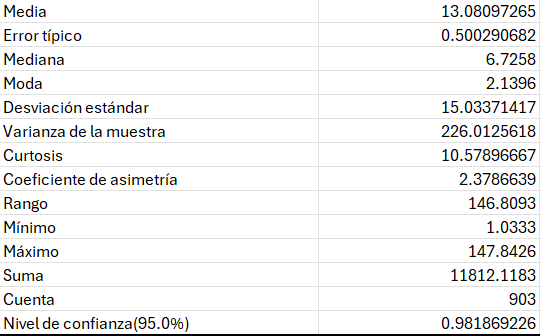 Media 13.08097265
Error típico 0.500290682
Mediana 6.7258
Moda 2.1396
Desviación estándar 15.03371417
Varianza de la muestra 226.0125618
Curtosis 10.57896667
Coeficiente de asimetría 2.3786639
Rango 146.8093
Mínimo 1.0333
Máximo 147.8426
Suma 11812.1183
Cuenta 903
Nivel de confianza(95.0%) 0.981869226